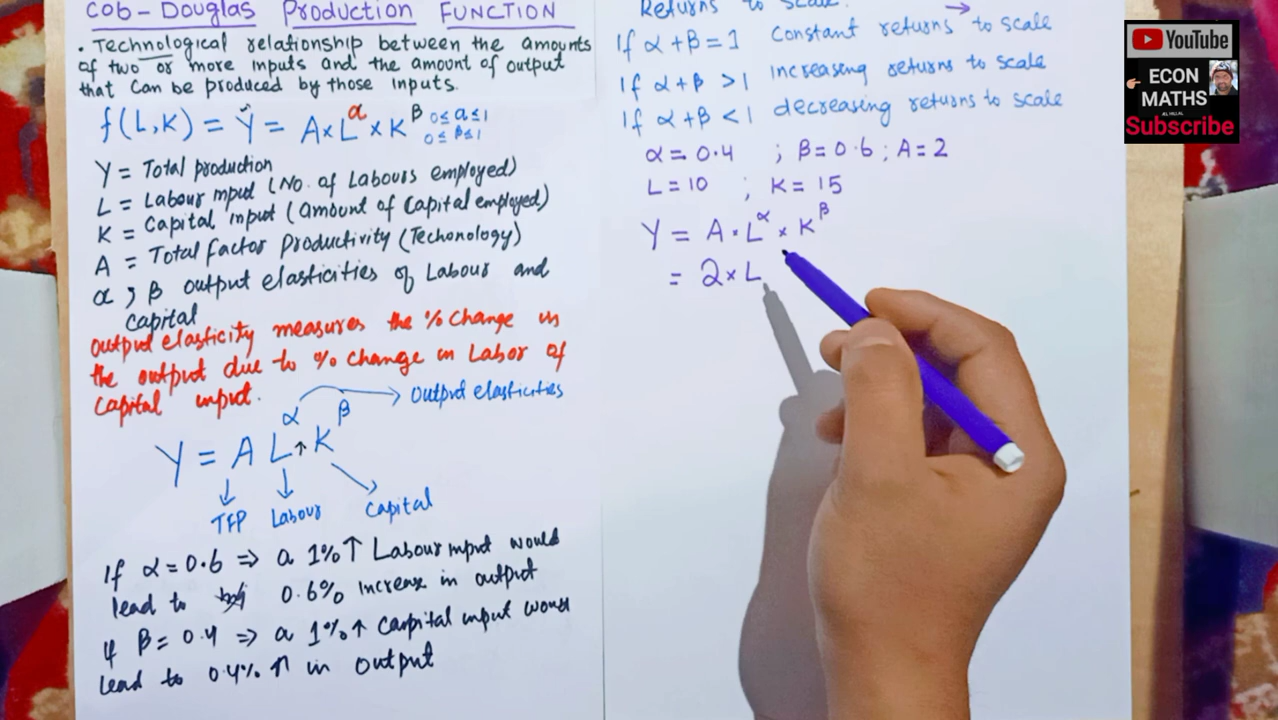 Cob-Douglas Production FUNCTION
• Technological relationship between the amounts
of two or more inputs and the amount of output
that can be produced by those inputs.
f(L,K) = Y = A×L^α × K^β 0≤α≤1
0≤β≤1
Y = Total production
L = Labour Input (No. of Labours employed)
K = Capital Input (Amount of Capital employed)
A = Total Factor Productivity (Techonology)
α ; β output elasticities of Labour and
capital
Output elasticity measures the % Change in
the output due to % change in Labor of
Capital input.
α β → Output elasticities
Y = A L↑ K
TFP Labour Capital
If α = 0.6 ⇒ a 1%↑ Labour input would
lead to 0.6% Increase in output
If β = 0.4 ⇒ a 1%↑ Carpital input would
lead to 0.4% ↑ in output
Returns to Scale. →
If α+β=1 Constant returns to scale
If α+β >1 increasing returns to scale
If α+β <1 decreasing returns to scale
α = 0.4 ; β=0.6 ; A=2
L = 10 ; K = 15
Y = A·L^α × K^β
= 2×L
YouTube
ECON
MATHS
Subscribe